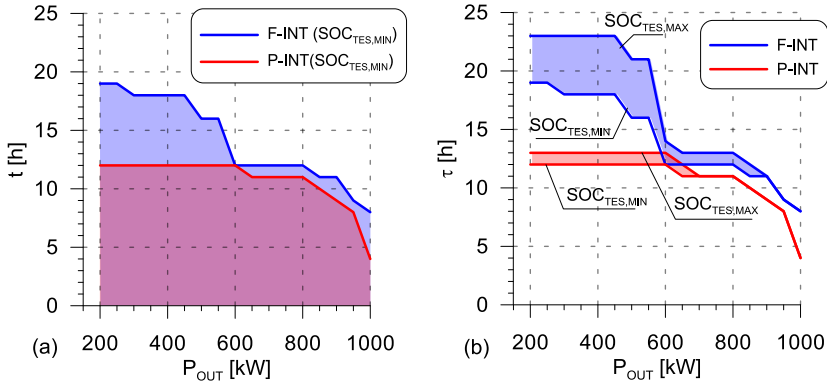 F-INT (SOC_TES,MIN)
P-INT(SOC_TES,MIN)
25
20
15
10
5
0
t [h]
200 400 600 800 1000
P_OUT [kW]
(a)
SOC_TES,MAX
F-INT
P-INT
SOC_TES,MIN
SOC_TES,MIN
SOC_TES,MAX
25
20
15
10
5
0
τ [h]
200 400 600 800 1000
P_OUT [kW]
(b)